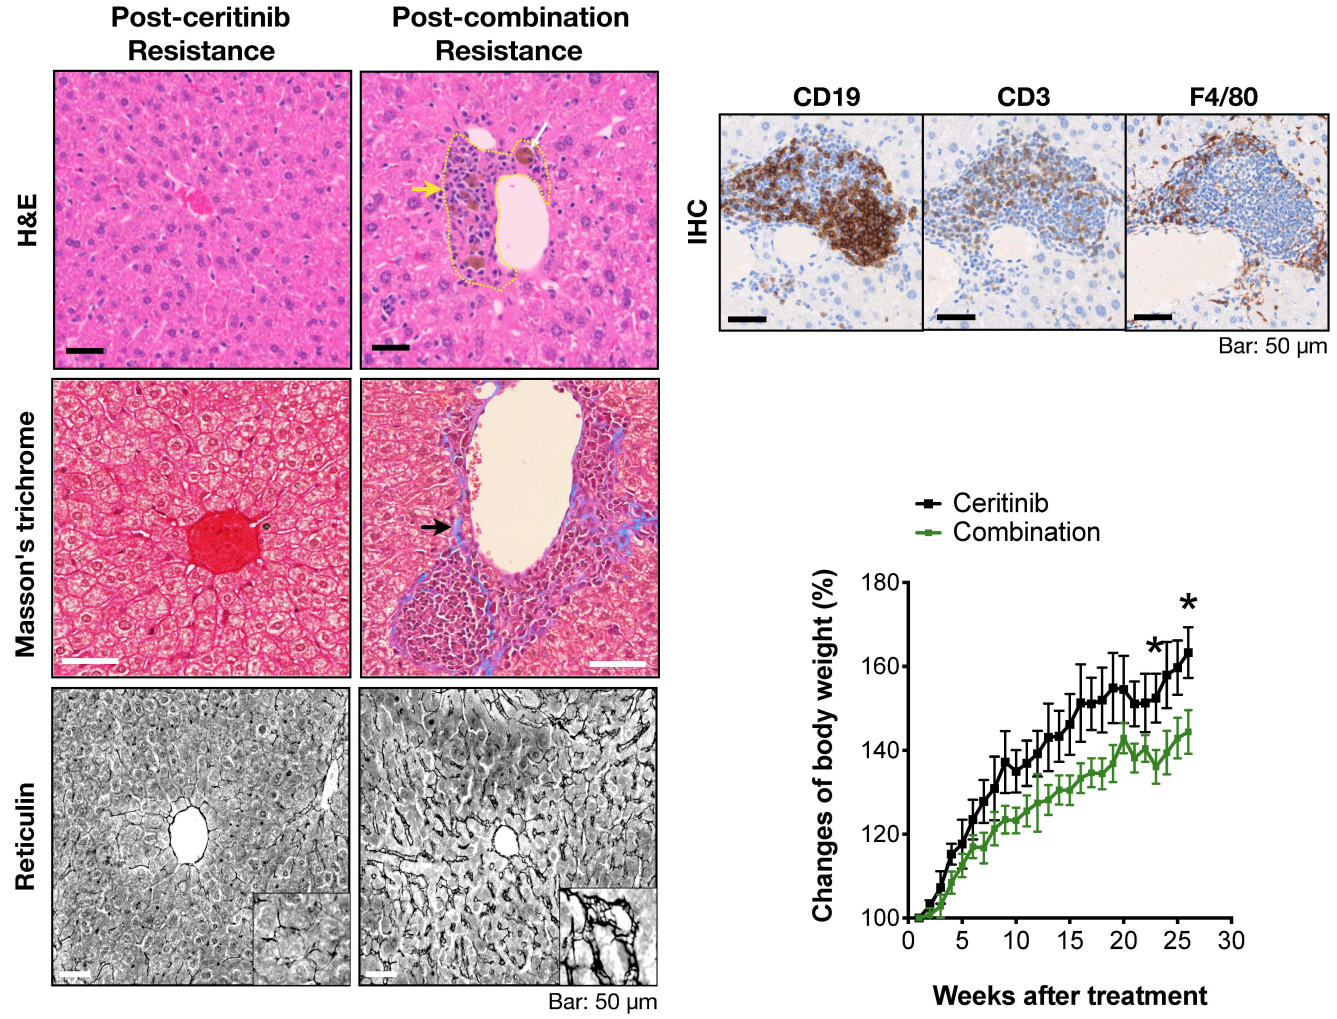 Post-ceritinib
Resistance
Post-combination
Resistance
H&E
Masson's trichrome
Reticulin
Bar: 50 µm
CD19
CD3
F4/80
IHC
Bar: 50 µm
Ceritinib
Combination
Changes of body weight (%)
180
160
140
120
100
*
*
0
5
10
15
20
25
30
Weeks after treatment